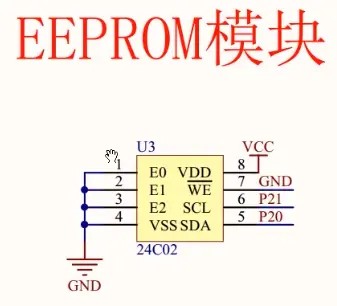 EEPROM模块
U3
VCC
1 E0 VDD 8
2 E1 WE 7 GND
3 E2 SCL 6 P21
4 VSS SDA 5 P20
24C02
GND